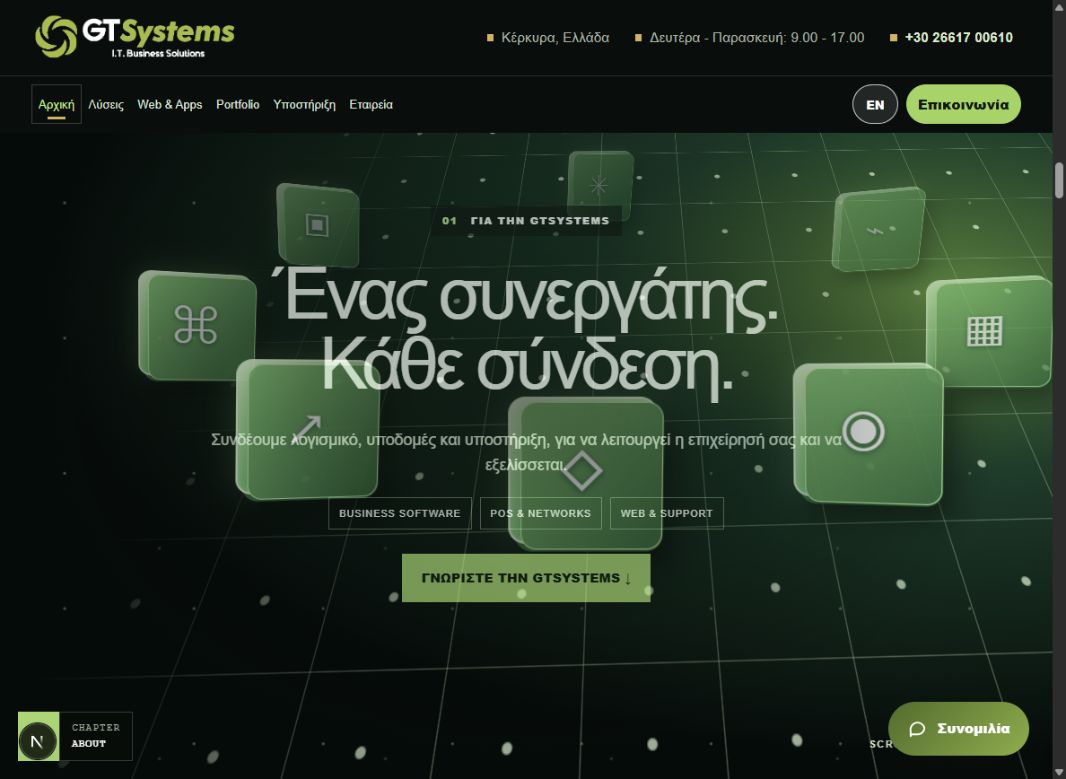 GTSystems
I.T. Business Solutions
Κέρκυρα, Ελλάδα
Δευτέρα - Παρασκευή: 9.00 - 17.00
+30 26617 00610
Αρχική
Λύσεις
Web & Apps
Portfolio
Υποστήριξη
Εταιρεία
EN
Επικοινωνία
01 ΓΙΑ ΤΗΝ GTSYSTEMS
Ένας συνεργάτης.
Κάθε σύνδεση.
Συνδέουμε λογισμικό, υποδομές και υποστήριξη, για να λειτουργεί η επιχείρησή σας και να
εξελίσσεται.
BUSINESS SOFTWARE
POS & NETWORKS
WEB & SUPPORT
ΓΝΩΡΙΣΤΕ ΤΗΝ GTSYSTEMS ↓
N
CHAPTER
ABOUT
Συνομιλία